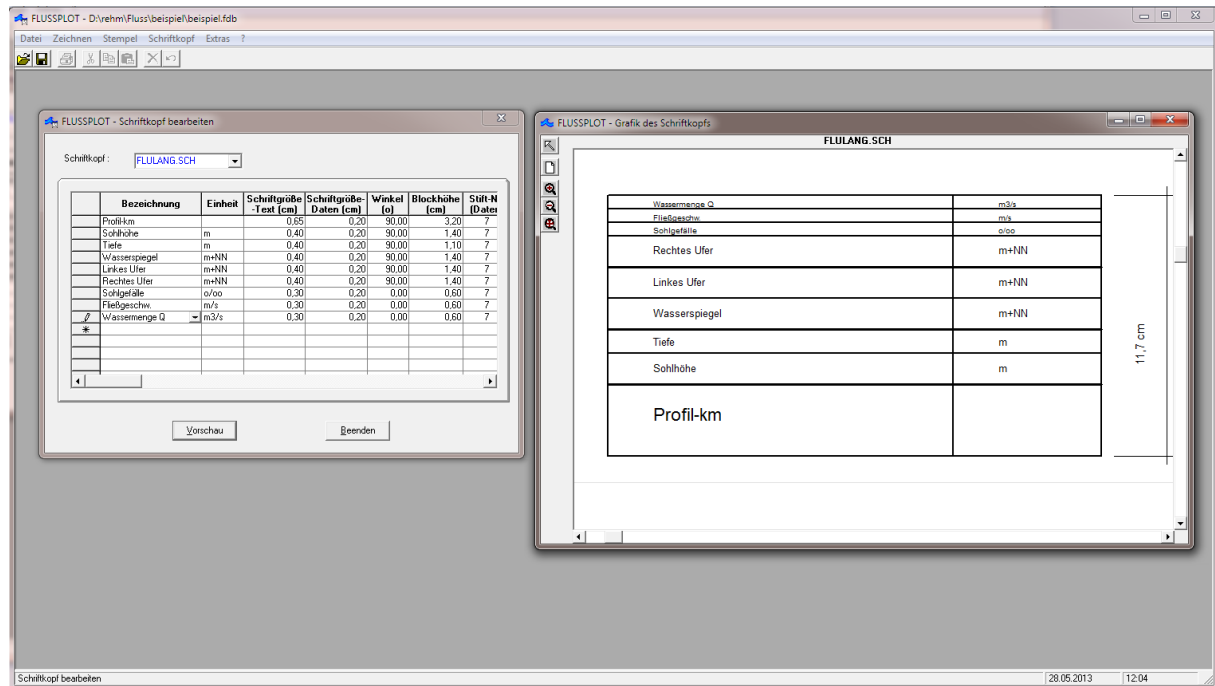 FLUSSPLOT - D:\rehm\Fluss\beispiel\beispiel.fdb
Datei Zeichnen Stempel Schriftkopf Extras ?
FLUSSPLOT - Schriftkopf bearbeiten
Schriftkopf : FLULANG.SCH
Bezeichnung Einheit Schriftgröße -Text (cm) Schriftgröße- Daten (cm) Winkel (o) Blockhöhe (cm) Stift-N (Daten
Profil-km 0,65 0,20 90,00 3,20 7
Sohlhöhe m 0,40 0,20 90,00 1,40 7
Tiefe m 0,40 0,20 90,00 1,10 7
Wasserspiegel m+NN 0,40 0,20 90,00 1,40 7
Linkes Ufer m+NN 0,40 0,20 90,00 1,40 7
Rechtes Ufer m+NN 0,40 0,20 90,00 1,40 7
Sohlgefälle o/oo 0,30 0,20 0,00 0,60 7
Fließgeschw. m/s 0,30 0,20 0,00 0,60 7
Wassermenge Q m3/s 0,30 0,20 0,00 0,60 7
Vorschau Beenden
FLUSSPLOT - Grafik des Schriftkopfs
FLULANG.SCH
Wassermenge Q m3/s
Fließgeschw. m/s
Sohlgefälle o/oo
Rechtes Ufer m+NN
Linkes Ufer m+NN
Wasserspiegel m+NN
Tiefe m
Sohlhöhe m
Profil-km
11,7 cm
Schriftkopf bearbeiten 28.05.2013 12:04